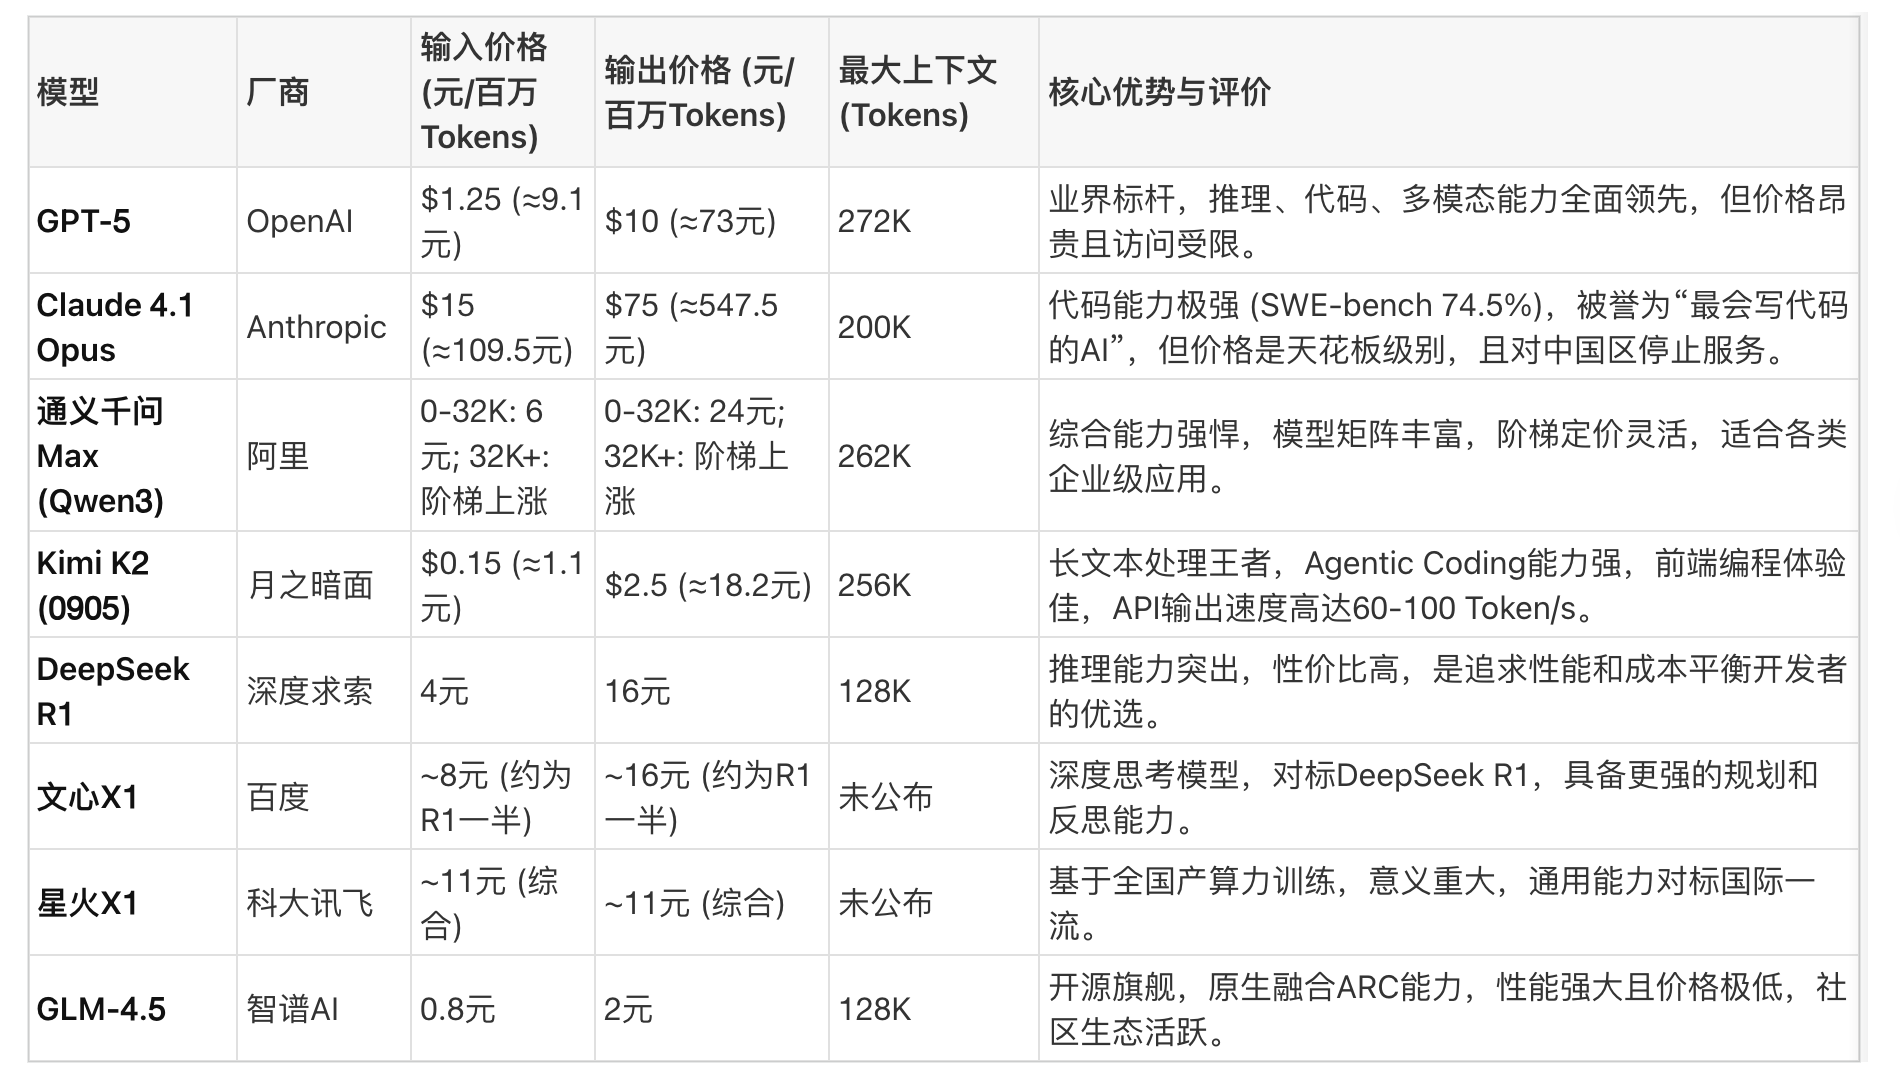 模型
厂商
输入价格
(元/百万
Tokens)
输出价格 (元/
百万Tokens)
最大上下文
(Tokens)
核心优势与评价
GPT-5
OpenAI
$1.25 (≈9.1
元)
$10 (≈73元)
272K
业界标杆，推理、代码、多模态能力全面领先，但价格昂
贵且访问受限。
Claude 4.1
Opus
Anthropic
$15
(≈109.5元)
$75 (≈547.5
元)
200K
代码能力极强 (SWE-bench 74.5%)，被誉为“最会写代码
的AI”，但价格是天花板级别，且对中国区停止服务。
通义千问
Max
(Qwen3)
阿里
0-32K: 6
元; 32K+:
阶梯上涨
0-32K: 24元;
32K+: 阶梯上
涨
262K
综合能力强悍，模型矩阵丰富，阶梯定价灵活，适合各类
企业级应用。
Kimi K2
(0905)
月之暗面
$0.15 (≈1.1
元)
$2.5 (≈18.2元)
256K
长文本处理王者，Agentic Coding能力强，前端编程体验
佳，API输出速度高达60-100 Token/s。
DeepSeek
R1
深度求索
4元
16元
128K
推理能力突出，性价比高，是追求性能和成本平衡开发者
的优选。
文心X1
百度
~8元 (约为
R1一半)
~16元 (约为R1
一半)
未公布
深度思考模型，对标DeepSeek R1，具备更强的规划和
反思能力。
星火X1
科大讯飞
~11元 (综
合)
~11元 (综合)
未公布
基于全国产算力训练，意义重大，通用能力对标国际一
流。
GLM-4.5
智谱AI
0.8元
2元
128K
开源旗舰，原生融合ARC能力，性能强大且价格极低，社
区生态活跃。